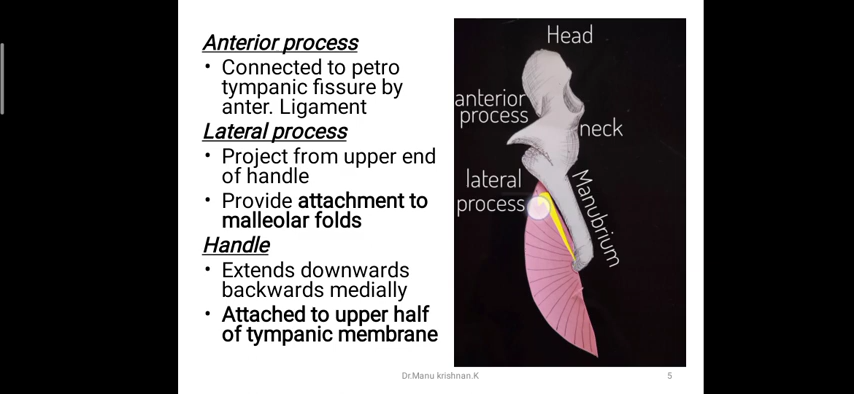 Anterior process
• Connected to petro
tympanic fissure by
anter. Ligament
Lateral process
• Project from upper end
of handle
• Provide attachment to
malleolar folds
Handle
• Extends downwards
backwards medially
• Attached to upper half
of tympanic membrane
Head
anterior
process
neck
lateral
process
Manubrium
Dr.Manu krishnan.K
5